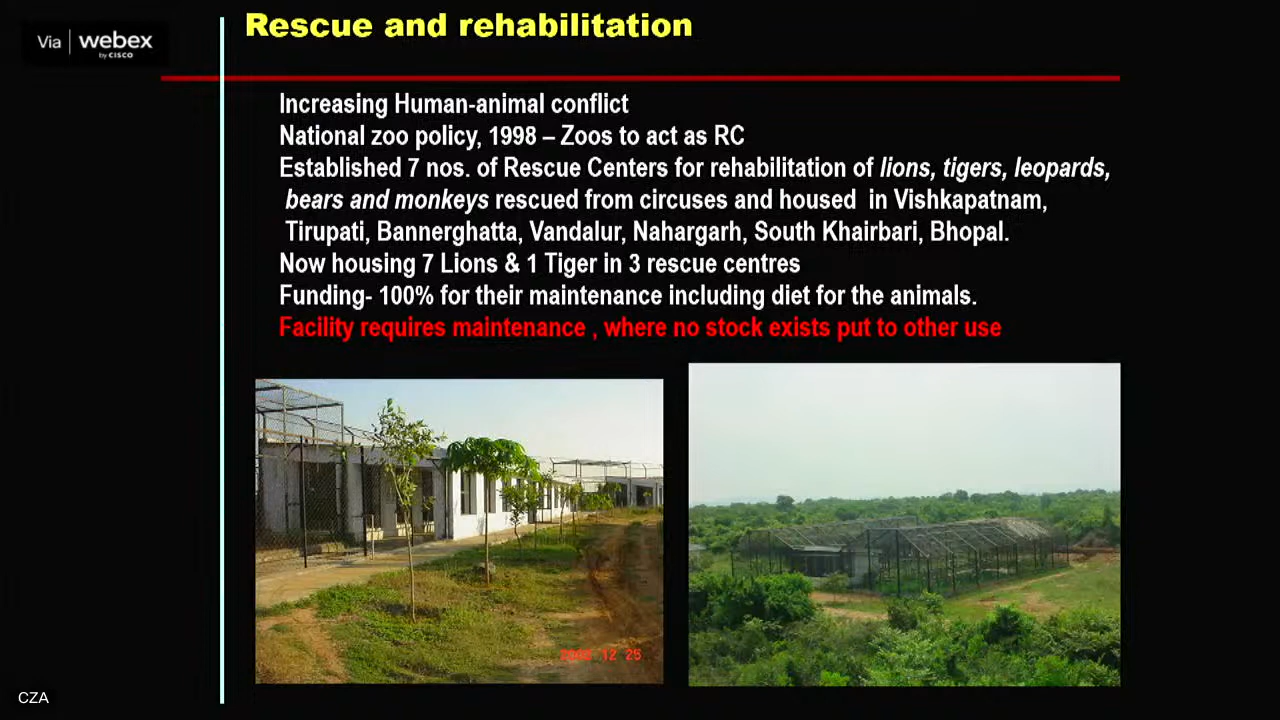 Via webex
by CISCO
Rescue and rehabilitation
Increasing Human-animal conflict
National zoo policy, 1998 – Zoos to act as RC
Established 7 nos. of Rescue Centers for rehabilitation of lions, tigers, leopards,
bears and monkeys rescued from circuses and housed in Vishkapatnam,
Tirupati, Bannerghatta, Vandalur, Nahargarh, South Khairbari, Bhopal.
Now housing 7 Lions & 1 Tiger in 3 rescue centres
Funding- 100% for their maintenance including diet for the animals.
Facility requires maintenance , where no stock exists put to other use
12 25
CZA